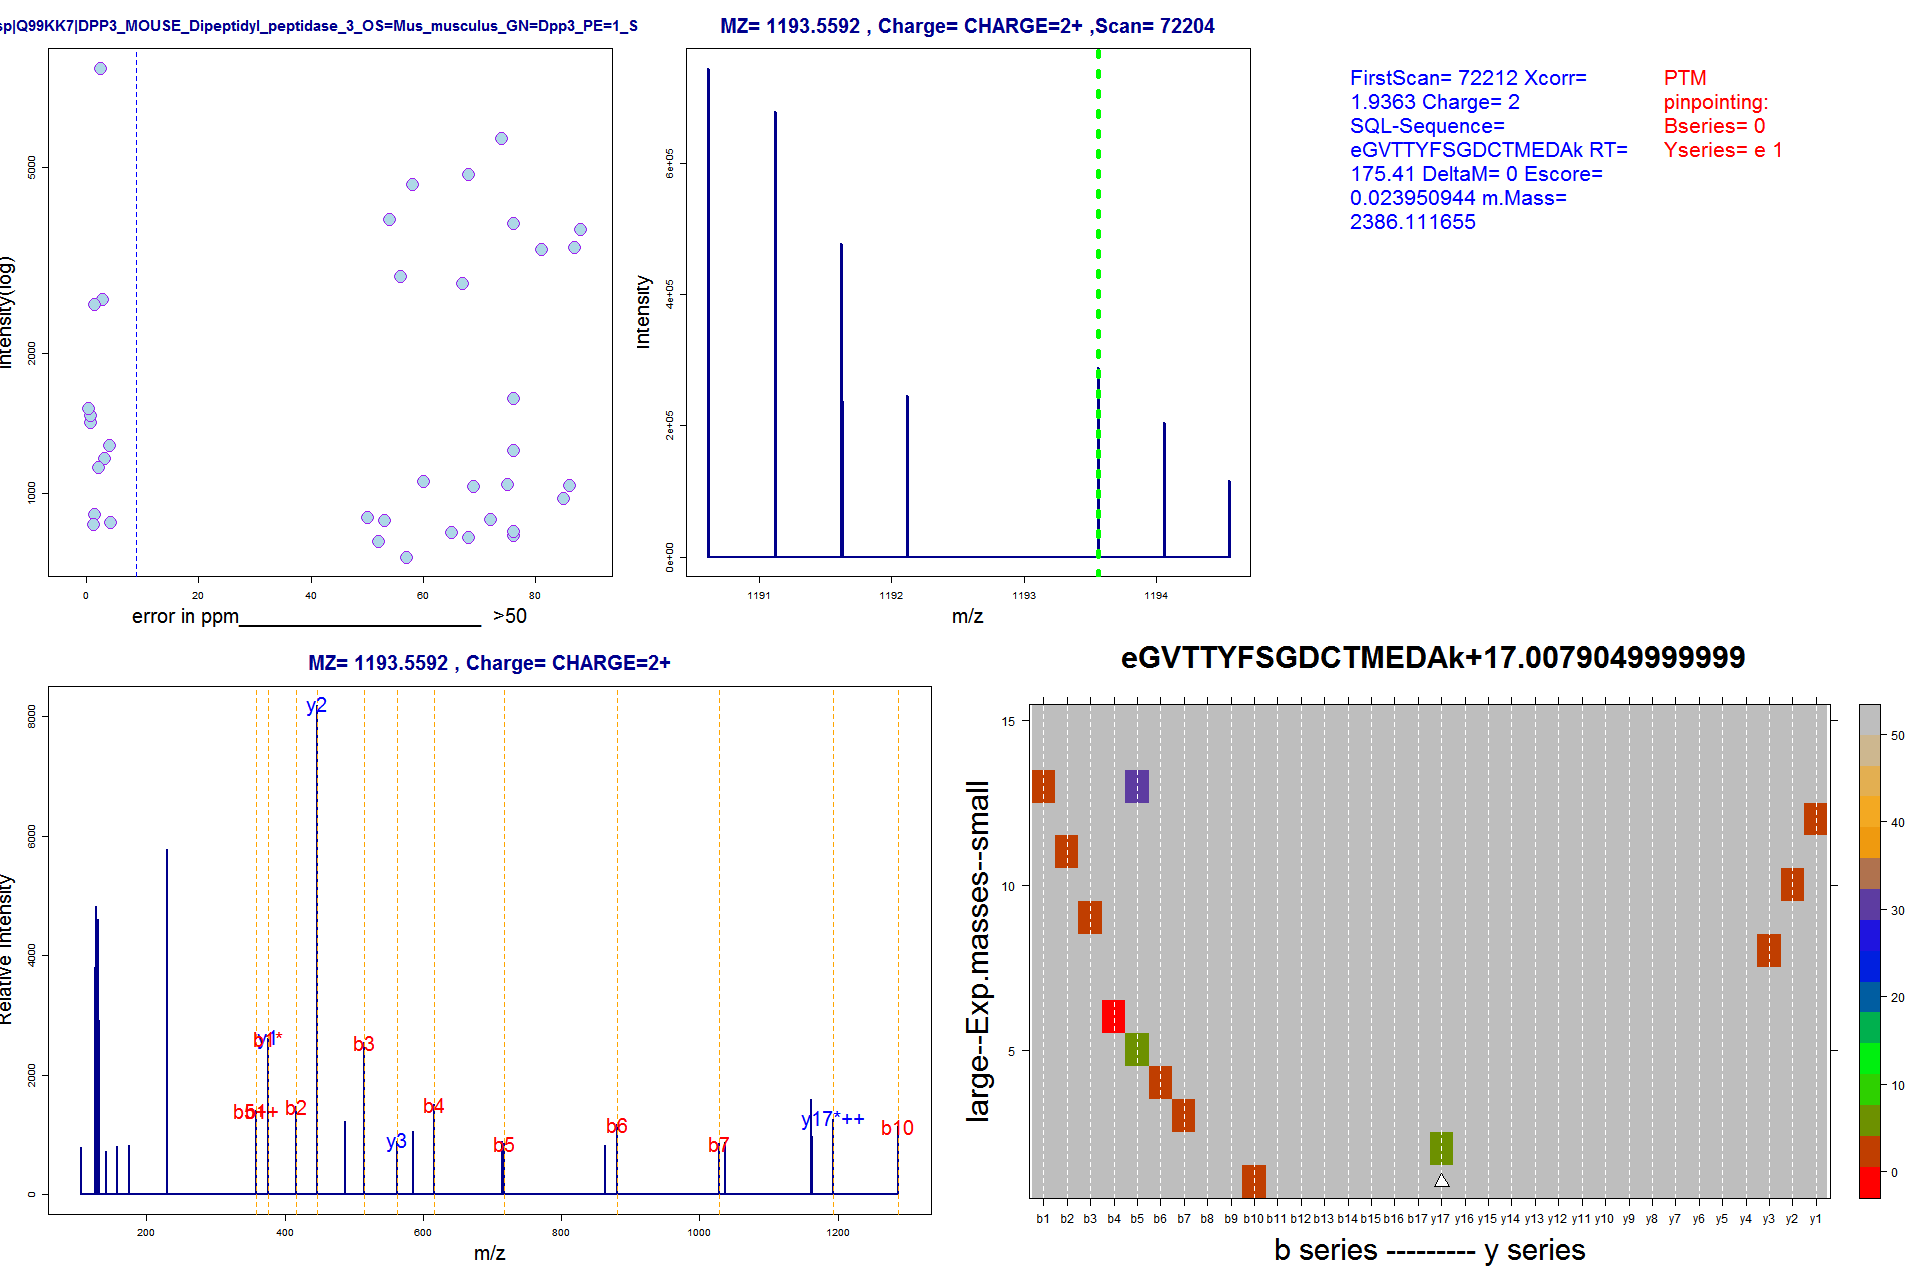 sp|Q99KK7|DPP3_MOUSE_Dipeptidyl_peptidase_3_OS=Mus_musculus_GN=Dpp3_PE=1_S
Intensity(log)
5000
2000
1000
0 20 40 60 80
error in ppm______________________ >50
MZ= 1193.5592 , Charge= CHARGE=2+ ,Scan= 72204
Intensity
6e+05
4e+05
2e+05
0e+00
1191 1192 1193 1194
m/z
FirstScan= 72212 Xcorr=
1.9363 Charge= 2
SQL-Sequence=
eGVTTYFSGDCTMEDAk RT=
175.41 DeltaM= 0 Escore=
0.023950944 m.Mass=
2386.111655
PTM
pinpointing:
Bseries= 0
Yseries= e 1
MZ= 1193.5592 , Charge= CHARGE=2+
Relative Intensity
8000
6000
4000
2000
0
y2
b3
b2
b4
y3
b5
b6
b7
y17*++
b10
200 400 600 800 1000 1200
m/z
eGVTTYFSGDCTMEDAk+17.0079049999999
large--Exp.masses--small
15
10
5
b1 b2 b3 b4 b5 b6 b7 b8 b9 b10 b11 b12 b13 b14 b15 b16 b17 y17 y16 y15 y14 y13 y12 y11 y10 y9 y8 y7 y6 y5 y4 y3 y2 y1
b series --------- y series
50
40
30
20
10
0